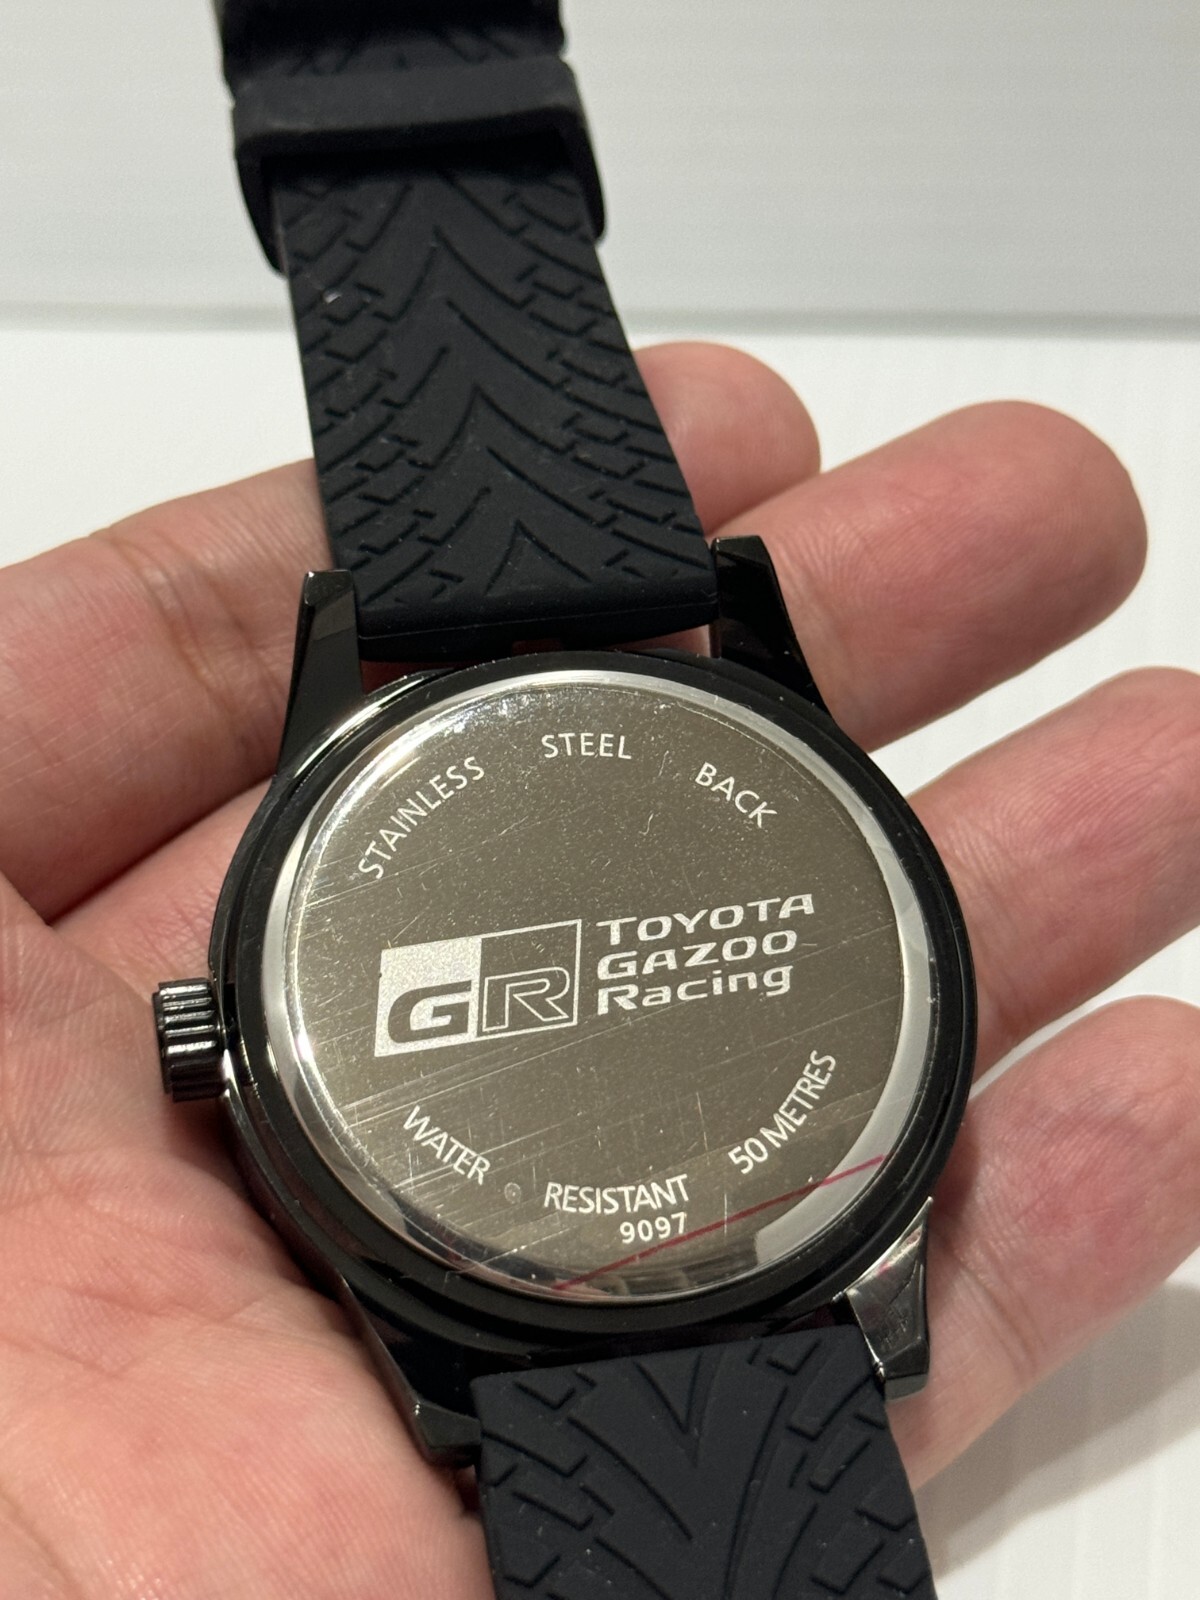 STAINLESS STEEL BACK
GR
TOYOTA
GAZOO
Racing
WATER RESISTANT 50 METRES
9097